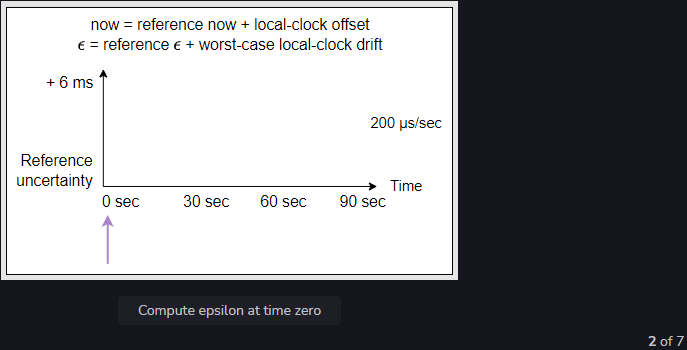 now = reference now + local-clock offset
ϵ = reference ϵ + worst-case local-clock drift
+ 6 ms
200 µs/sec
Reference
uncertainty
Time
0 sec 30 sec 60 sec 90 sec
Compute epsilon at time zero
2 of 7